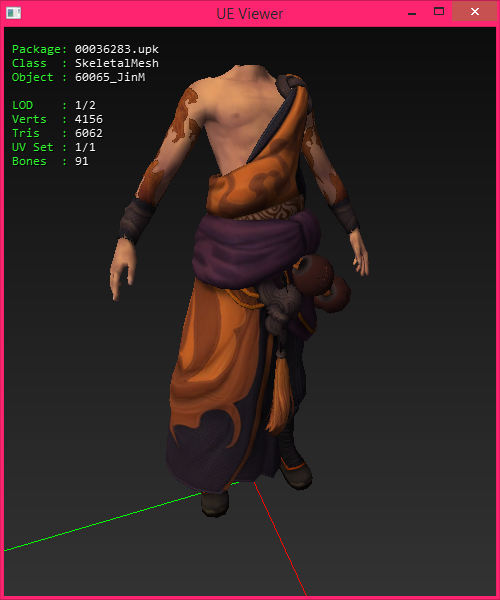 UE Viewer
Package: 00036283.upk
Class  : SkeletalMesh
Object : 60065_JinM
LOD    : 1/2
Verts  : 4156
Tris   : 6062
UV Set : 1/1
Bones  : 91